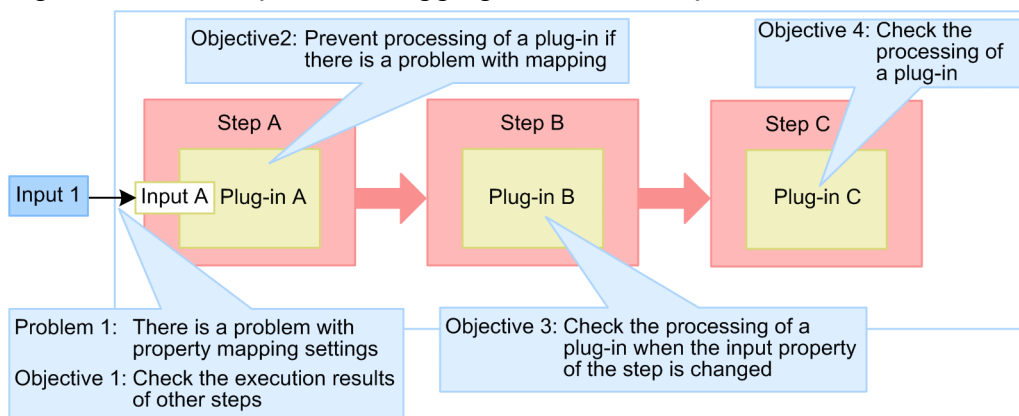 Objective2: Prevent processing of a plug-in if
there is a problem with mapping
Objective 4: Check the
processing of
a plug-in
Step A
Step B
Step C
Input 1
Input A
Plug-in A
Plug-in B
Plug-in C
Problem 1: There is a problem with
property mapping settings
Objective 1: Check the execution results
of other steps
Objective 3: Check the processing of a
plug-in when the input property
of the step is changed